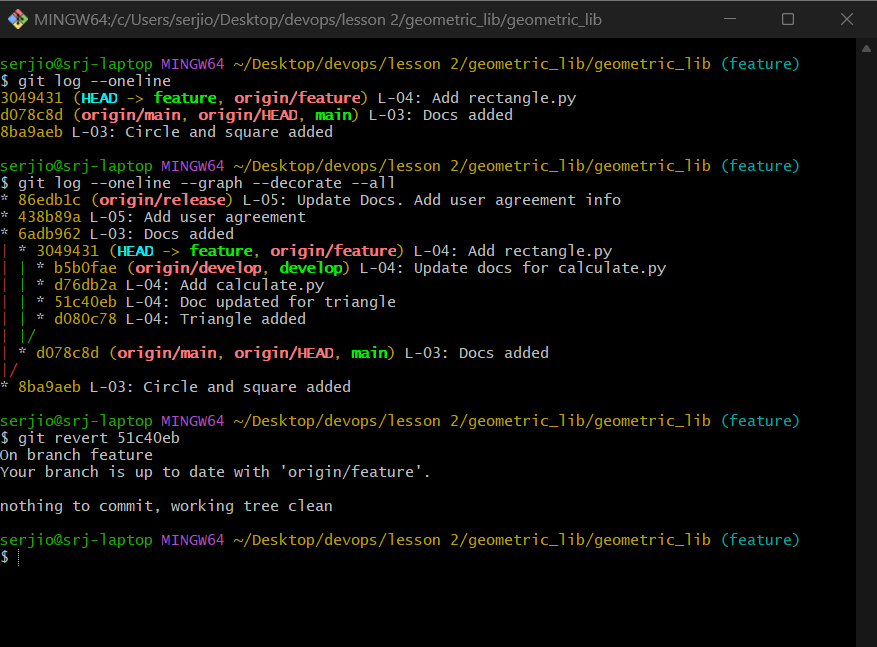 MINGW64:/c/Users/serjio/Desktop/devops/lesson 2/geometric_lib/geometric_lib
serjio@srj-laptop MINGW64 ~/Desktop/devops/lesson 2/geometric_lib/geometric_lib (feature)
$ git log --oneline
3049431 (HEAD -> feature, origin/feature) L-04: Add rectangle.py
d078c8d (origin/main, origin/HEAD, main) L-03: Docs added
8ba9aeb L-03: Circle and square added
serjio@srj-laptop MINGW64 ~/Desktop/devops/lesson 2/geometric_lib/geometric_lib (feature)
$ git log --oneline --graph --decorate --all
* 86edb1c (origin/release) L-05: Update Docs. Add user agreement info
* 438b89a L-05: Add user agreement
* 6adb962 L-03: Docs added
| * 3049431 (HEAD -> feature, origin/feature) L-04: Add rectangle.py
| | * b5b0fae (origin/develop, develop) L-04: Update docs for calculate.py
| | * d76db2a L-04: Add calculate.py
| | * 51c40eb L-04: Doc updated for triangle
| | * d080c78 L-04: Triangle added
| |/
| * d078c8d (origin/main, origin/HEAD, main) L-03: Docs added
|/
* 8ba9aeb L-03: Circle and square added
serjio@srj-laptop MINGW64 ~/Desktop/devops/lesson 2/geometric_lib/geometric_lib (feature)
$ git revert 51c40eb
On branch feature
Your branch is up to date with 'origin/feature'.
nothing to commit, working tree clean
serjio@srj-laptop MINGW64 ~/Desktop/devops/lesson 2/geometric_lib/geometric_lib (feature)
$